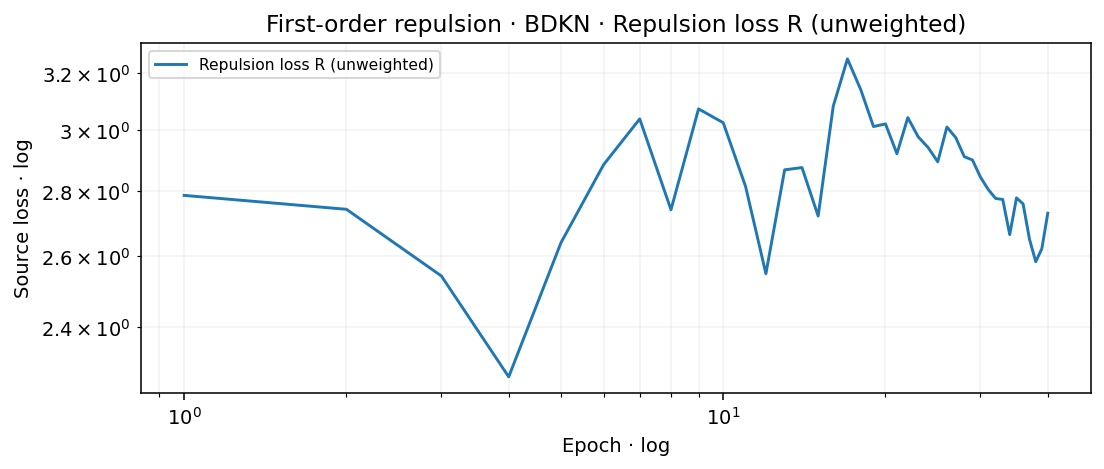 First-order repulsion · BDKN · Repulsion loss R (unweighted)
Repulsion loss R (unweighted)
Source loss · log
3.2 × 10⁰
3 × 10⁰
2.8 × 10⁰
2.6 × 10⁰
2.4 × 10⁰
10⁰
10¹
Epoch · log